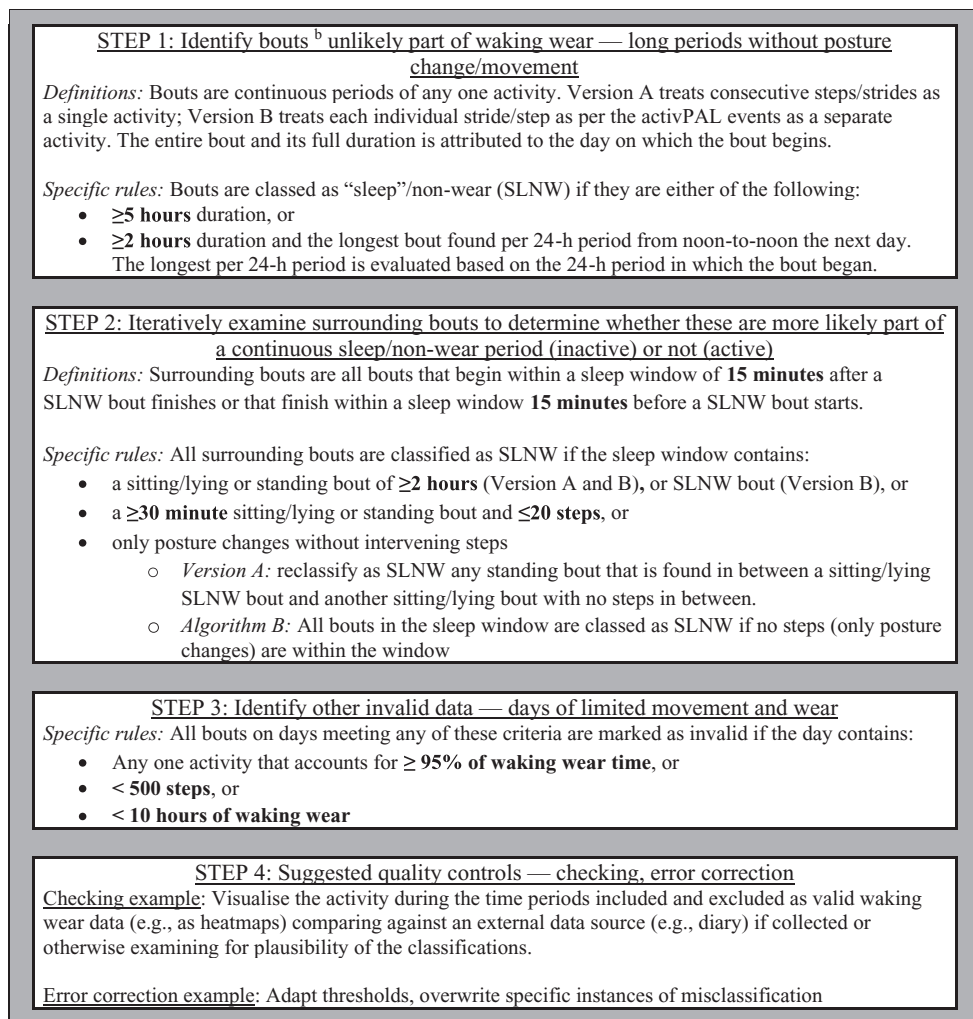 STEP 1: Identify bouts b unlikely part of waking wear — long periods without posture
change/movement
Definitions: Bouts are continuous periods of any one activity. Version A treats consecutive steps/strides as
a single activity; Version B treats each individual stride/step as per the activPAL events as a separate
activity. The entire bout and its full duration is attributed to the day on which the bout begins.
Specific rules: Bouts are classed as “sleep”/non-wear (SLNW) if they are either of the following:
• ≥5 hours duration, or
• ≥2 hours duration and the longest bout found per 24-h period from noon-to-noon the next day.
The longest per 24-h period is evaluated based on the 24-h period in which the bout began.
STEP 2: Iteratively examine surrounding bouts to determine whether these are more likely part of
a continuous sleep/non-wear period (inactive) or not (active)
Definitions: Surrounding bouts are all bouts that begin within a sleep window of 15 minutes after a
SLNW bout finishes or that finish within a sleep window 15 minutes before a SLNW bout starts.
Specific rules: All surrounding bouts are classified as SLNW if the sleep window contains:
• a sitting/lying or standing bout of ≥2 hours (Version A and B), or SLNW bout (Version B), or
• a ≥30 minute sitting/lying or standing bout and ≤20 steps, or
• only posture changes without intervening steps
o Version A: reclassify as SLNW any standing bout that is found in between a sitting/lying
SLNW bout and another sitting/lying bout with no steps in between.
o Algorithm B: All bouts in the sleep window are classed as SLNW if no steps (only posture
changes) are within the window
STEP 3: Identify other invalid data — days of limited movement and wear
Specific rules: All bouts on days meeting any of these criteria are marked as invalid if the day contains:
• Any one activity that accounts for ≥ 95% of waking wear time, or
• < 500 steps, or
• < 10 hours of waking wear
STEP 4: Suggested quality controls — checking, error correction
Checking example: Visualise the activity during the time periods included and excluded as valid waking
wear data (e.g., as heatmaps) comparing against an external data source (e.g., diary) if collected or
otherwise examining for plausibility of the classifications.
Error correction example: Adapt thresholds, overwrite specific instances of misclassification